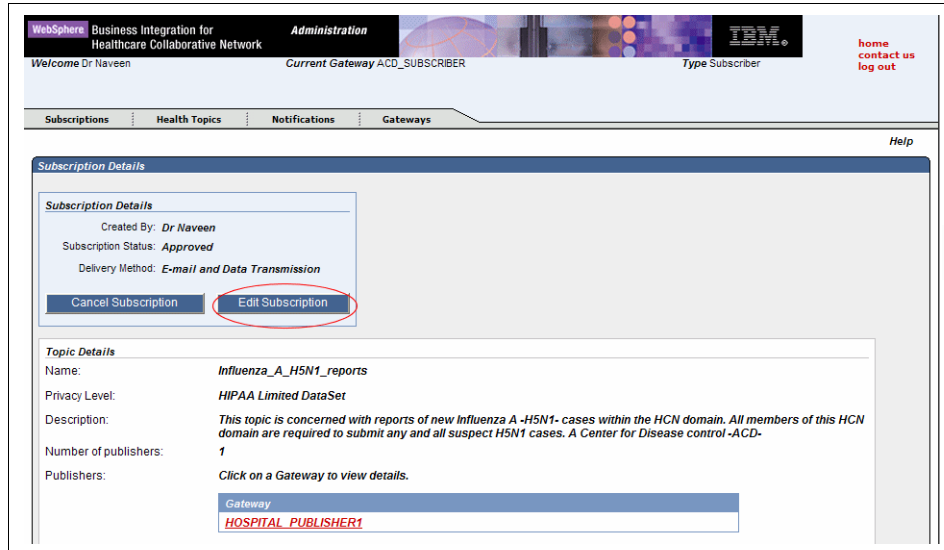 WebSphere Business Integration for Healthcare Collaborative Network
Administration
IBM®
home
contact us
log out
Welcome Dr Naveen
Current Gateway ACD_SUBSCRIBER
Type Subscriber
Subscriptions Health Topics Notifications Gateways
Help
Subscription Details
Subscription Details
Created By: Dr Naveen
Subscription Status: Approved
Delivery Method: E-mail and Data Transmission
Cancel Subscription Edit Subscription
Topic Details
Name: Influenza_A_H5N1_reports
Privacy Level: HIPAA Limited DataSet
Description: This topic is concerned with reports of new Influenza A -H5N1- cases within the HCN domain. All members of this HCN
domain are required to submit any and all suspect H5N1 cases. A Center for Disease control -ACD-
Number of publishers: 1
Publishers: Click on a Gateway to view details.
Gateway
HOSPITAL_PUBLISHER1